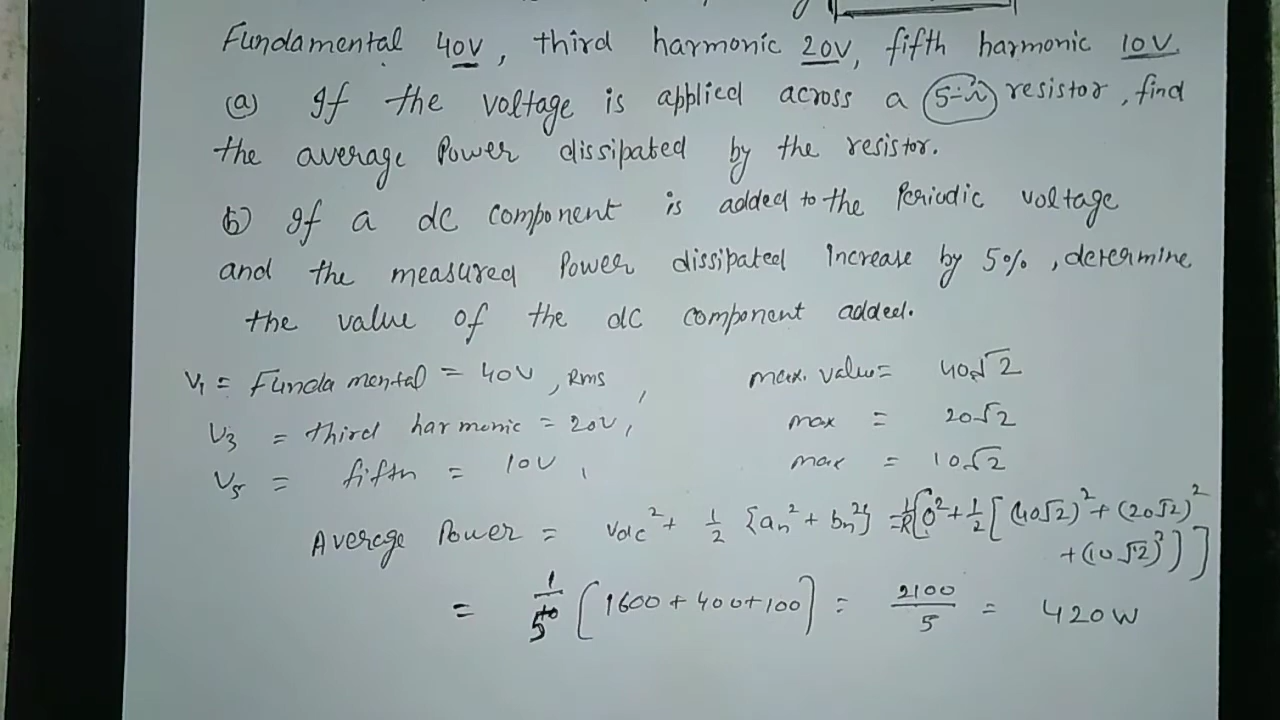 Fundamental 40V, third harmonic 20V, fifth harmonic 10V.
(a) If the voltage is applied across a 5-Ω resistor, find
the average Power dissipated by the resistor.
(b) If a dc component is added to the Periodic voltage
and the measured Power dissipated Increase by 5%, determine
the value of the dc component added.
V1 = Fundamental = 40V, RMS, max. value = 40√2
V3 = third harmonic = 20V, max = 20√2
V5 = fifth = 10V, max = 10√2
Average Power = Vdc² + 1/2 {an² + bn²} = 1/R [0² + 1/2 [(40√2)² + (20√2)²
+ (10√2)²]]
= 1/5 [1600 + 400 + 100] = 2100/5 = 420W